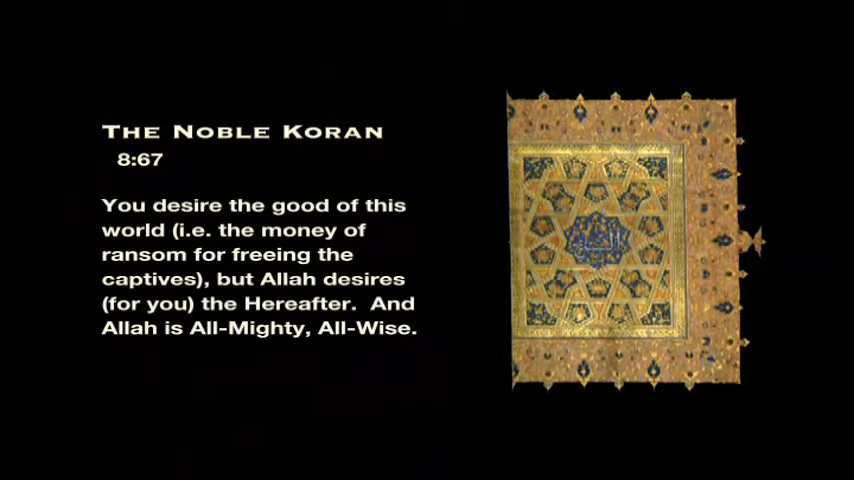 The Noble Koran
8:67
You desire the good of this
world (i.e. the money of
ransom for freeing the
captives), but Allah desires
(for you) the Hereafter.  And
Allah is All-Mighty, All-Wise.